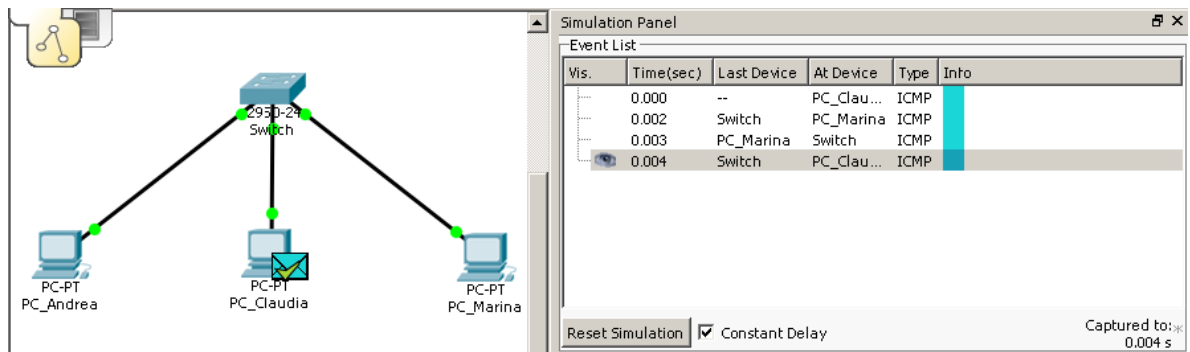 2950-24
Switch
PC-PT
PC_Andrea
PC-PT
PC_Claudia
PC-PT
PC_Marina
Simulation Panel
Event List
Vis. Time(sec) Last Device At Device Type Info
0.000 -- PC_Clau... ICMP
0.002 Switch PC_Marina ICMP
0.003 PC_Marina Switch ICMP
0.004 Switch PC_Clau... ICMP
Reset Simulation Constant Delay Captured to:
0.004 s